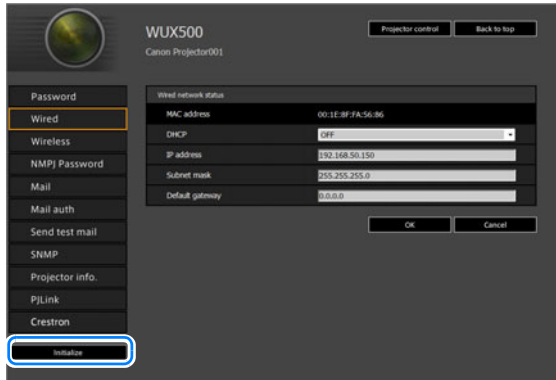 WUX500
Projector control
Back to top
Canon Projector001
Password
Wired
Wireless
NMPJ Password
Mail
Mail auth
Send test mail
SNMP
Projector info.
PJLink
Crestron
Initialize
Wired network status
MAC address 00:1E:8F:FA:56:86
DHCP OFF
IP address 192.168.50.150
Subnet mask 255.255.255.0
Default gateway 0.0.0.0
OK
Cancel